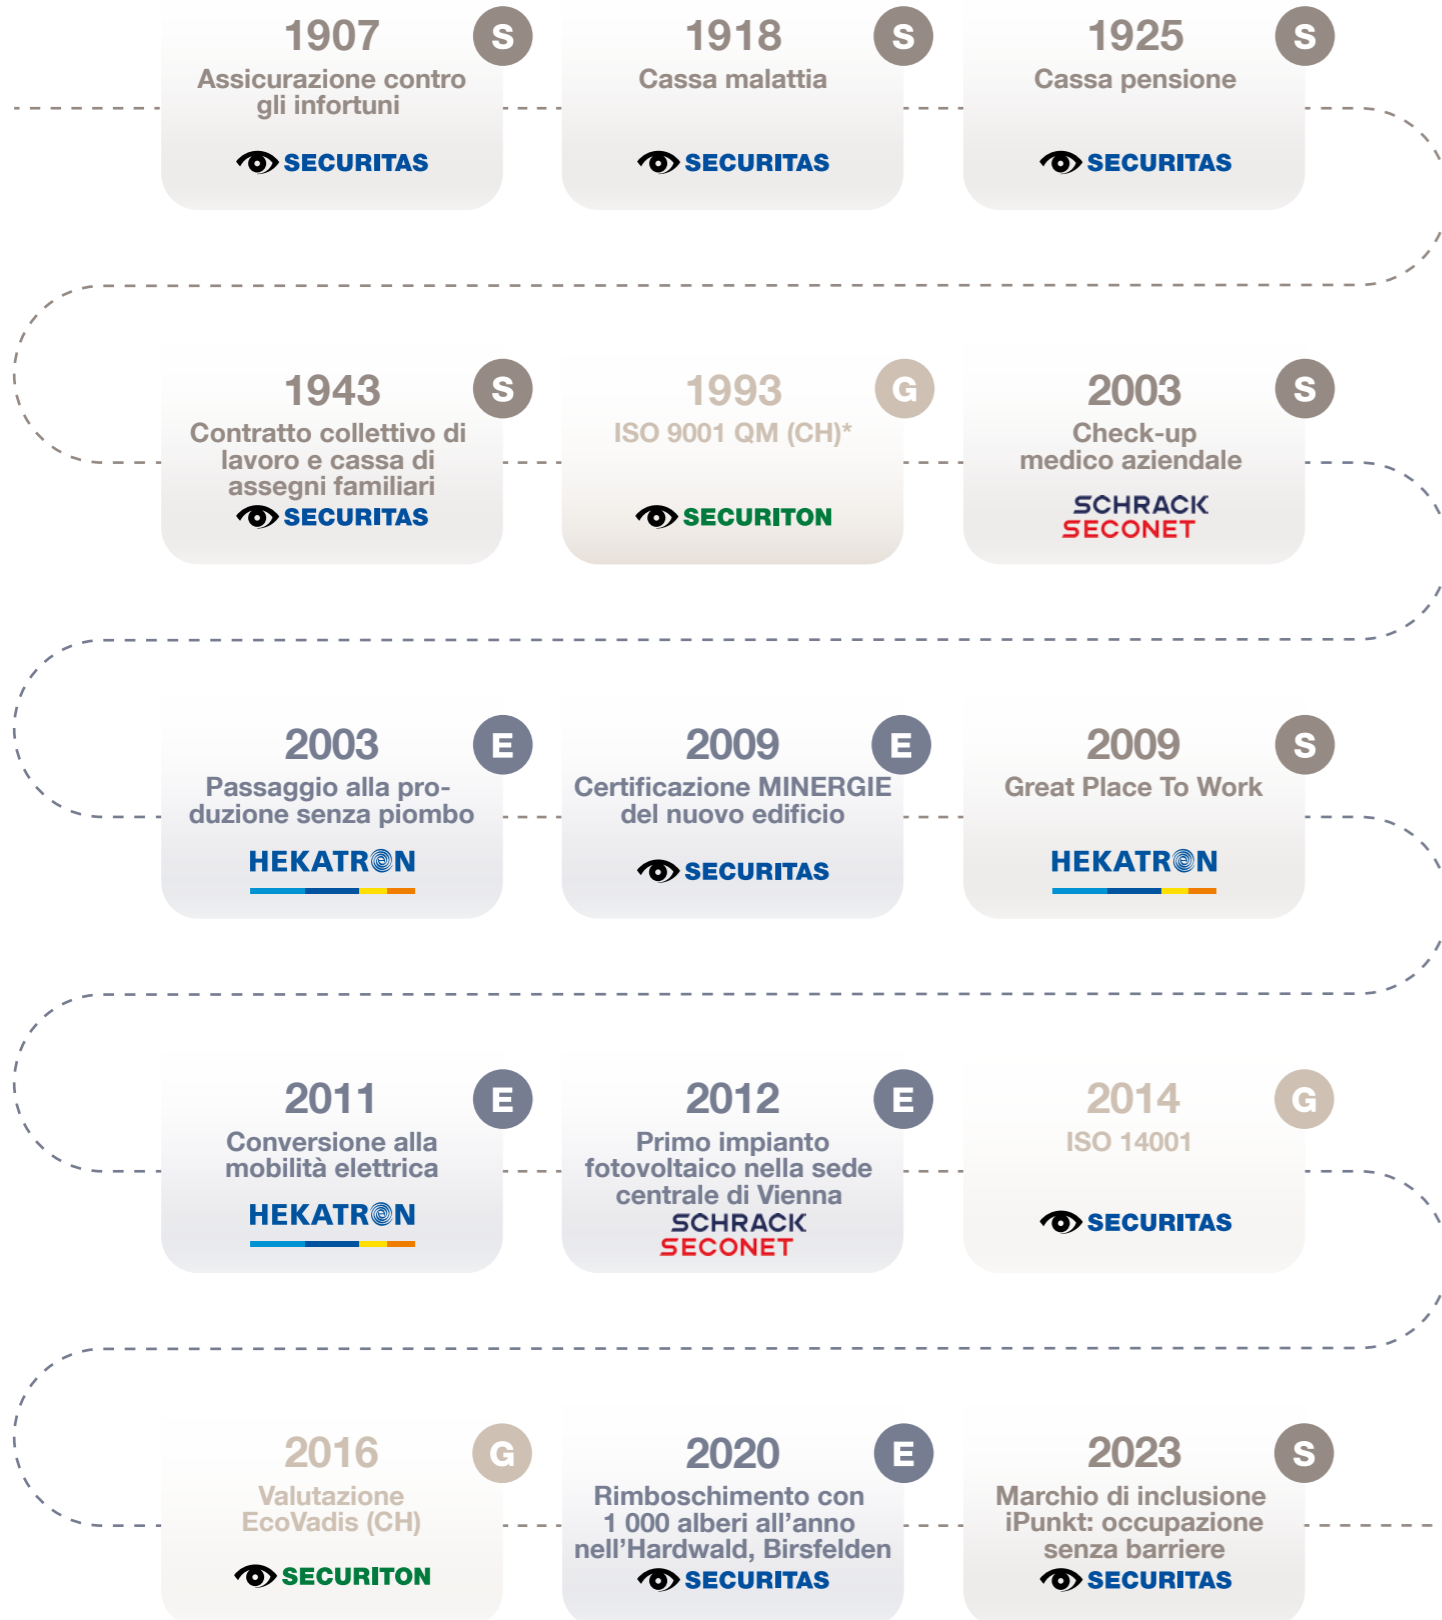 1907
S
Assicurazione contro
gli infortuni
SECURITAS
1918
S
Cassa malattia
SECURITAS
1925
S
Cassa pensione
SECURITAS
1943
S
Contratto collettivo di
lavoro e cassa di
assegni familiari
SECURITAS
1993
G
ISO 9001 QM (CH)*
SECURITON
2003
S
Check-up
medico aziendale
SCHRACK
SECONET
2003
E
Passaggio alla pro-
duzione senza piombo
HEKATRON
2009
E
Certificazione MINERGIE
del nuovo edificio
SECURITAS
2009
S
Great Place To Work
HEKATRON
2011
E
Conversione alla
mobilità elettrica
HEKATRON
2012
E
Primo impianto
fotovoltaico nella sede
centrale di Vienna
SCHRACK
SECONET
2014
G
ISO 14001
SECURITAS
2016
G
Valutazione
EcoVadis (CH)
SECURITON
2020
E
Rimboschimento con
1 000 alberi all’anno
nell’Hardwald, Birsfelden
SECURITAS
2023
S
Marchio di inclusione
iPunkt: occupazione
senza barriere
SECURITAS